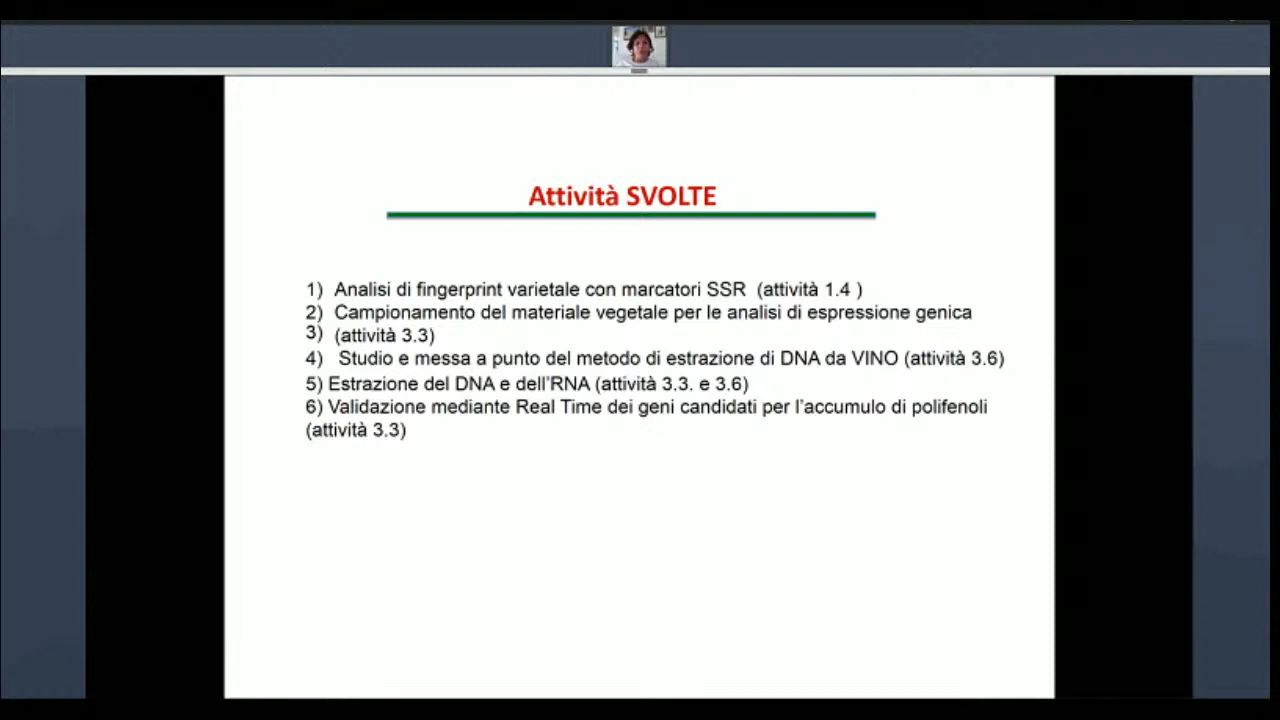 Attività SVOLTE
1) Analisi di fingerprint varietale con marcatori SSR (attività 1.4 )
2) Campionamento del materiale vegetale per le analisi di espressione genica
3) (attività 3.3)
4) Studio e messa a punto del metodo di estrazione di DNA da VINO (attività 3.6)
5) Estrazione del DNA e dell'RNA (attività 3.3. e 3.6)
6) Validazione mediante Real Time dei geni candidati per l'accumulo di polifenoli
(attività 3.3)